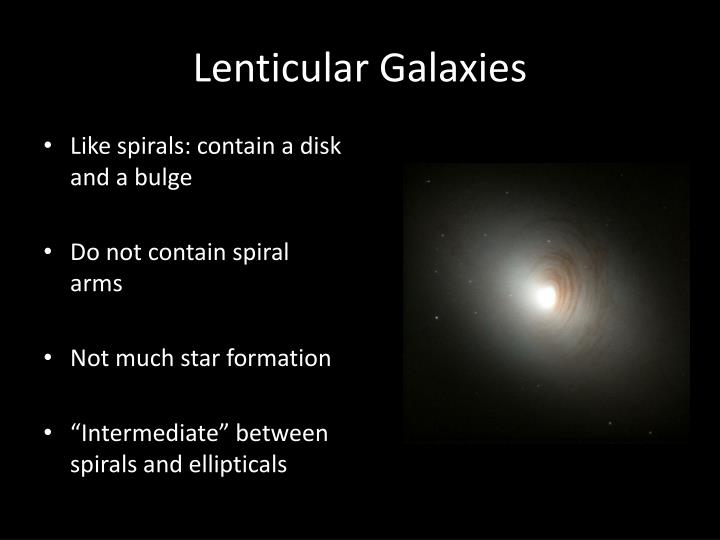 Lenticular Galaxies
• Like spirals: contain a disk
and a bulge
• Do not contain spiral
arms
• Not much star formation
• “Intermediate” between
spirals and ellipticals